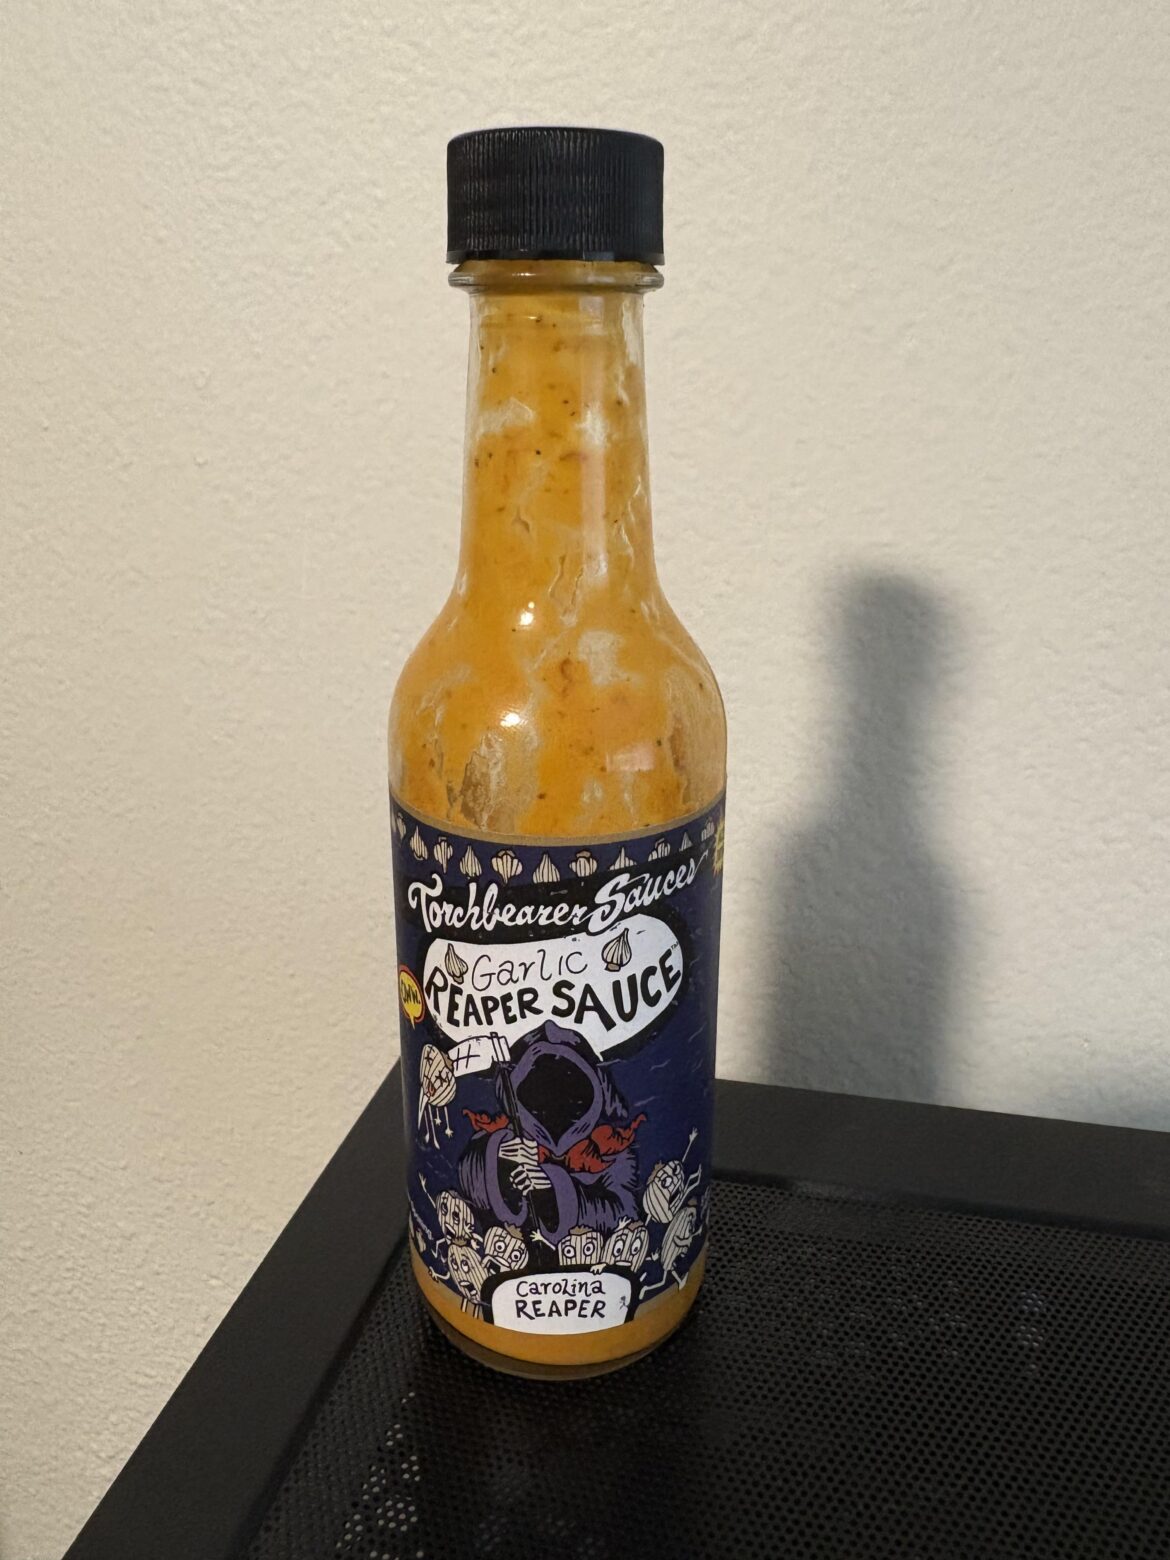 Torchbearer Sauces
Garlic
REAPER SAUCE
Carolina
REAPER